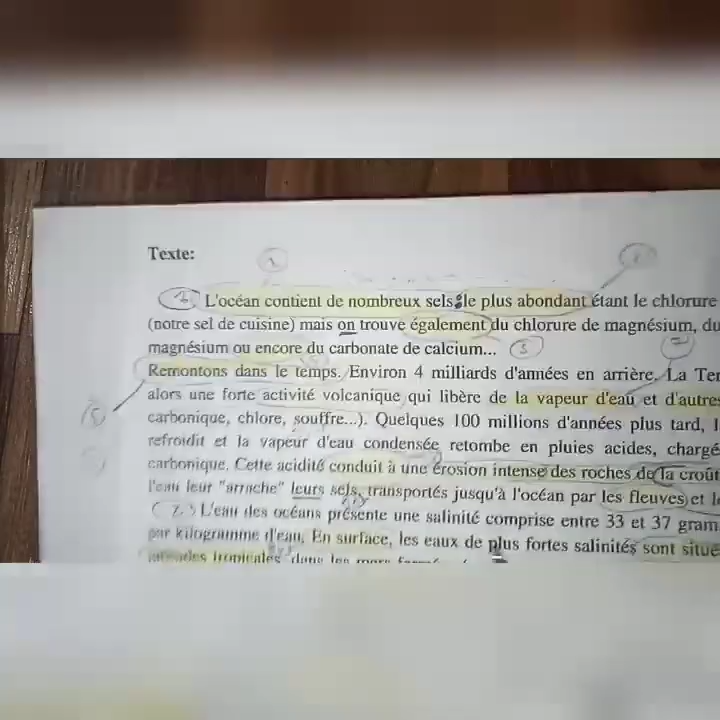 Texte:
L'océan contient de nombreux sels le plus abondant étant le chlorure
(notre sel de cuisine) mais on trouve également du chlorure de magnésium, du
magnésium ou encore du carbonate de calcium...
Remontons dans le temps. Environ 4 milliards d'années en arrière. La Ter
alors une forte activité volcanique qui libère de la vapeur d'eau et d'autres
carbonique, chlore, souffre...). Quelques 100 millions d'années plus tard, l
refroidit et la vapeur d'eau condensée retombe en pluies acides, chargé
carbonique. Cette acidité conduit à une érosion intense des roches de la croût
l'eau leur "arrache" leurs sels, transportés jusqu'à l'océan par les fleuves et le
L'eau des océans présente une salinité comprise entre 33 et 37 gram
par kilogramme d'eau. En surface, les eaux de plus fortes salinités sont situe
tropicales dans les mers